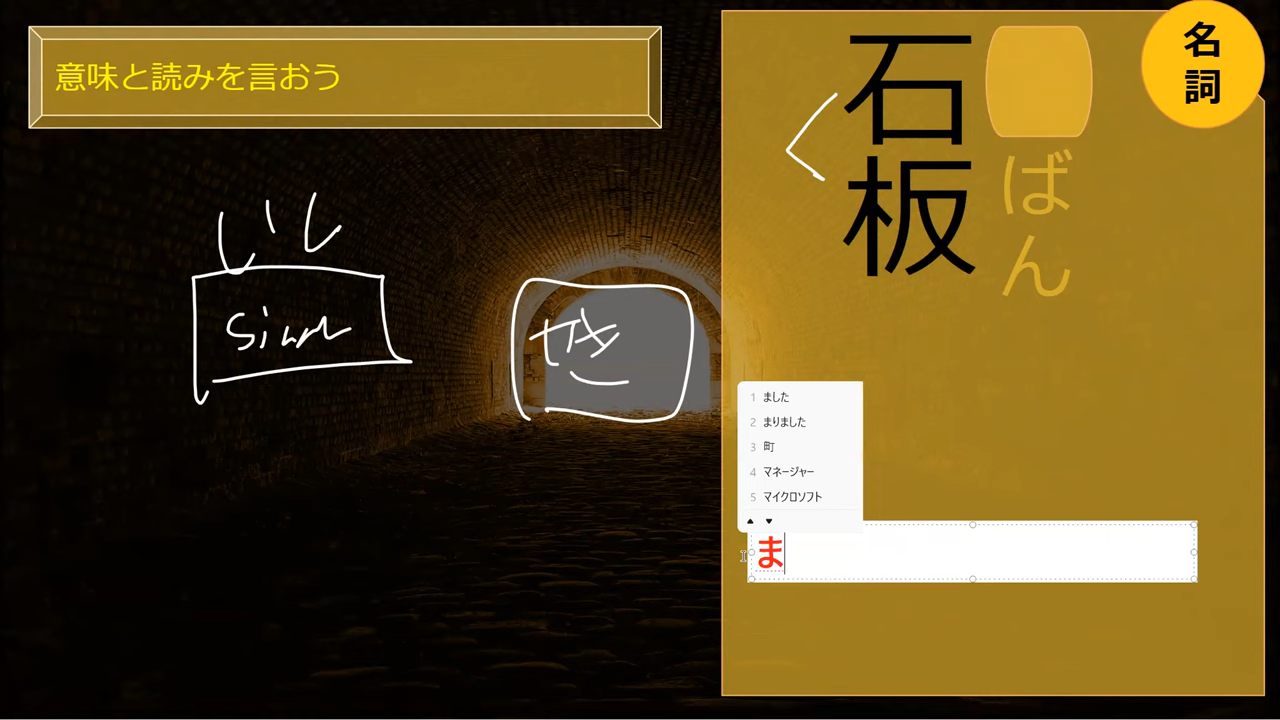 意味と読みを言おう
名
詞
石板
ばん
いし
せき
1 ました
2 まりました
3 町
4 マネージャー
5 マイクロソフト
ま